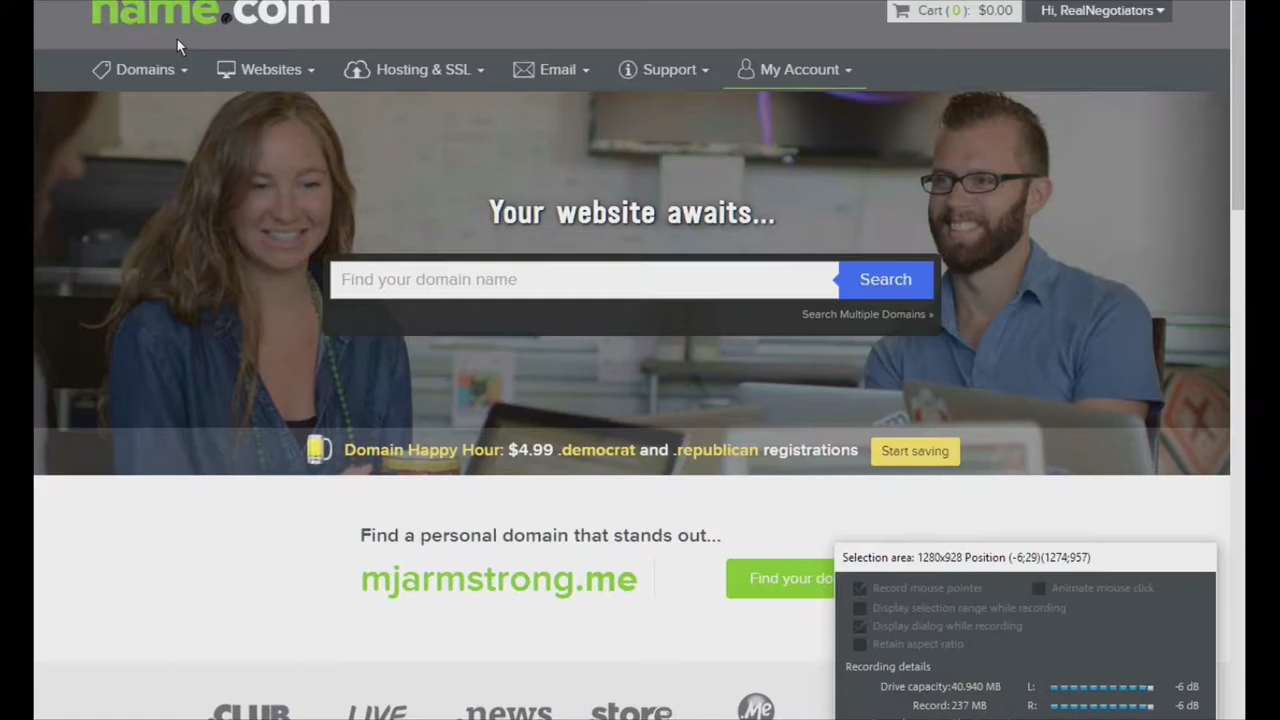 name.com
Cart ( 0 ): $0.00
Hi, RealNegotiators
Domains
Websites
Hosting & SSL
Email
Support
My Account
Your website awaits...
Find your domain name
Search
Search Multiple Domains »
Domain Happy Hour: $4.99 .democrat and .republican registrations
Start saving
Find a personal domain that stands out...
mjarmstrong.me
Find your do
Selection area: 1280x928 Position (-6;29)(1274;957)
Record mouse pointer
Animate mouse click
Display selection range while recording
Display dialog while recording
Retain aspect ratio
Recording details
Drive capacity:40.940 MB
L:
-6 dB
Record: 237 MB
R:
-6 dB
.CLUB
LIVE
.news
store
.Me